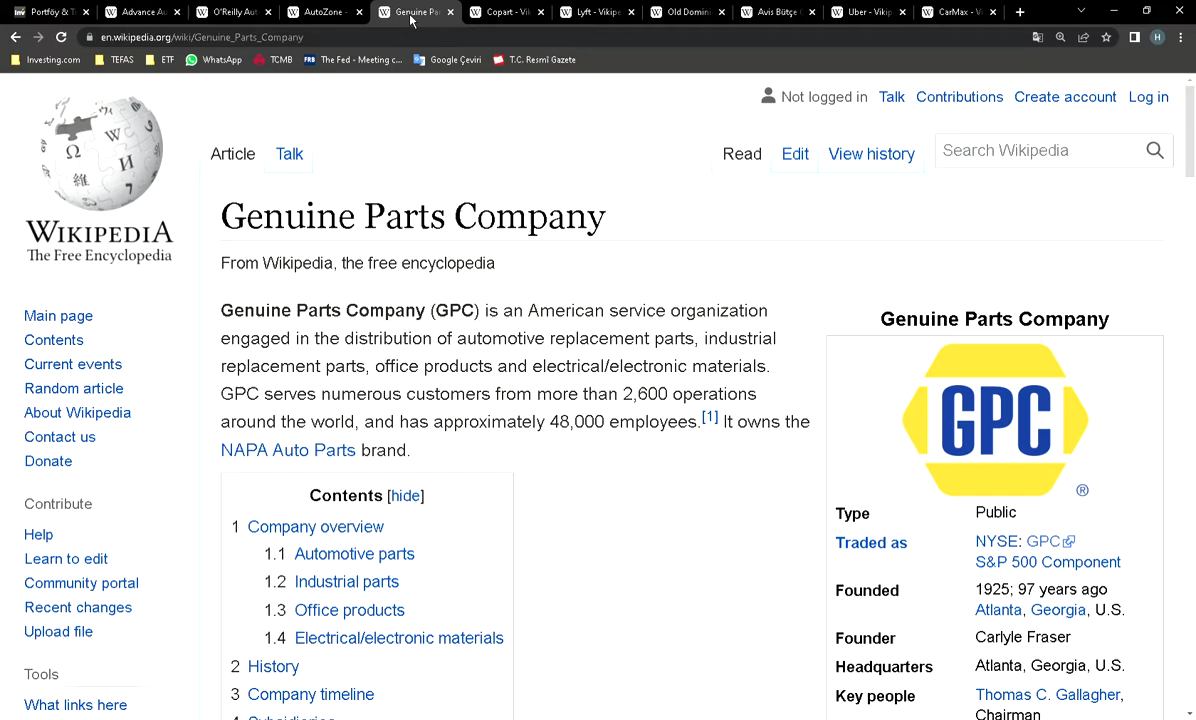 Portföy & T
Advance Au
O'Reilly Aut
AutoZone -
Genuine Par
Copart - Vik
Lyft - Vikipe
Old Domini
Avis Bütçe
Uber - Vikip
CarMax - Vi
en.wikipedia.org/wiki/Genuine_Parts_Company
H
Investing.com
TEFAS
ETF
WhatsApp
TCMB
FRB
The Fed - Meeting c...
Google Çeviri
T.C. Resmî Gazete
Not logged in
Talk
Contributions
Create account
Log in
Article
Talk
Read
Edit
View history
Search Wikipedia
WIKIPEDIA
The Free Encyclopedia
Genuine Parts Company
From Wikipedia, the free encyclopedia
Main page
Contents
Current events
Random article
About Wikipedia
Contact us
Donate
Contribute
Help
Learn to edit
Community portal
Recent changes
Upload file
Tools
What links here
Genuine Parts Company (GPC) is an American service organization
engaged in the distribution of automotive replacement parts, industrial
replacement parts, office products and electrical/electronic materials.
GPC serves numerous customers from more than 2,600 operations
around the world, and has approximately 48,000 employees.[1] It owns the
NAPA Auto Parts brand.
Contents [hide]
1 Company overview
1.1 Automotive parts
1.2 Industrial parts
1.3 Office products
1.4 Electrical/electronic materials
2 History
3 Company timeline
4 Subsidiaries
Genuine Parts Company
GPC
®
Type Public
Traded as NYSE: GPC
S&P 500 Component
Founded 1925; 97 years ago
Atlanta, Georgia, U.S.
Founder Carlyle Fraser
Headquarters Atlanta, Georgia, U.S.
Key people Thomas C. Gallagher,
Chairman